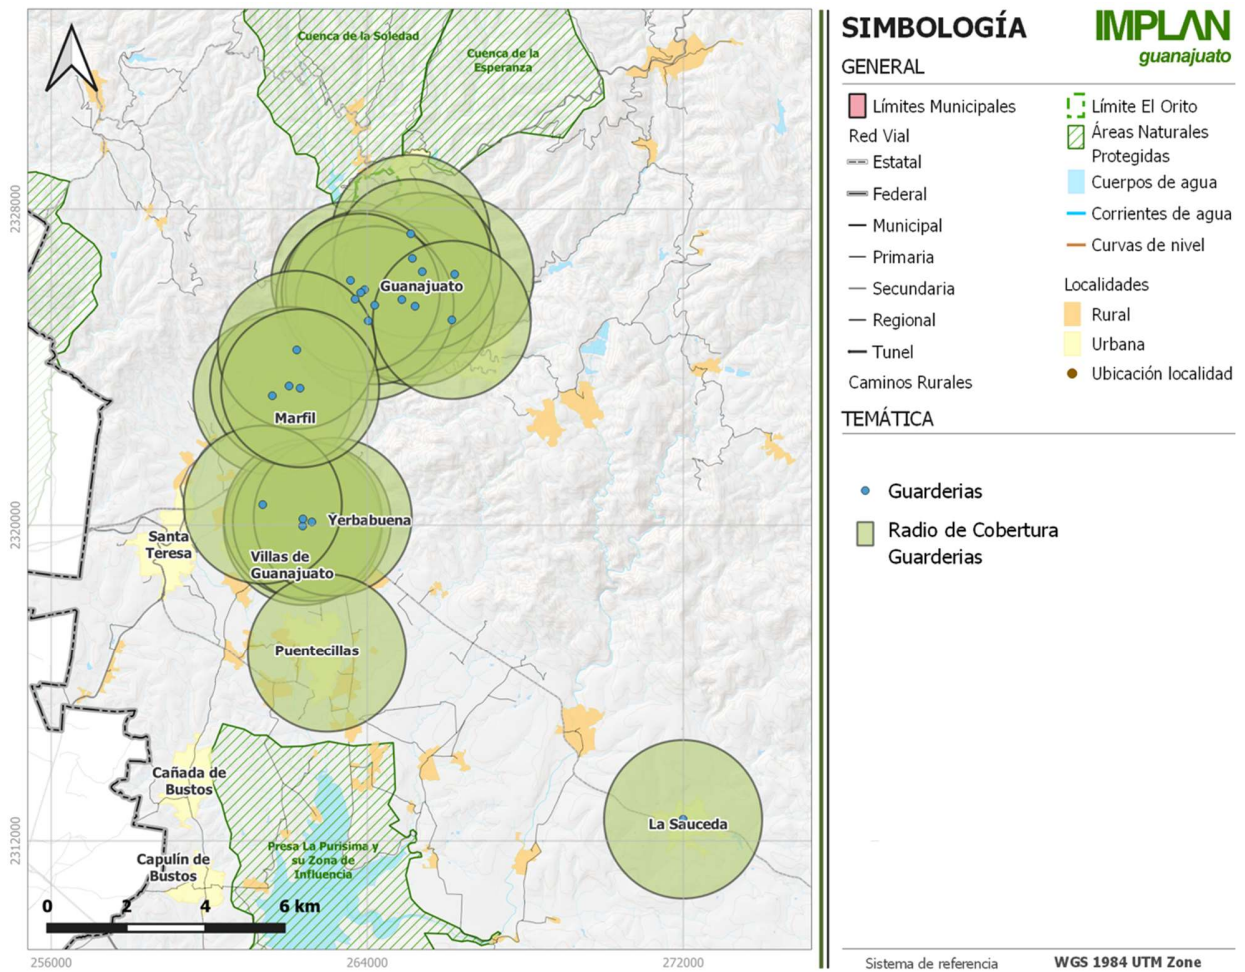 Cuenca de la Soledad
Cuenca de la
Esperanza
2328000
Guanajuato
Marfil
2320000
Yerbabuena
Santa
Teresa
Villas de
Guanajuato
Puentecillas
Cañada de
Bustos
2312000
La Sauceda
Presa La Purisima y
su Zona de
Influencia
Capulín de
Bustos
0 2 4 6 km
256000 264000 272000
SIMBOLOGÍA
IMPLAN
guanajuato
GENERAL
Límites Municipales
Red Vial
Estatal
Federal
Municipal
Primaria
Secundaria
Regional
Tunel
Caminos Rurales
Límite El Orito
Áreas Naturales
Protegidas
Cuerpos de agua
Corrientes de agua
Curvas de nivel
Localidades
Rural
Urbana
Ubicación localidad
TEMÁTICA
Guarderias
Radio de Cobertura
Guarderias
Sistema de referencia WGS 1984 UTM Zone